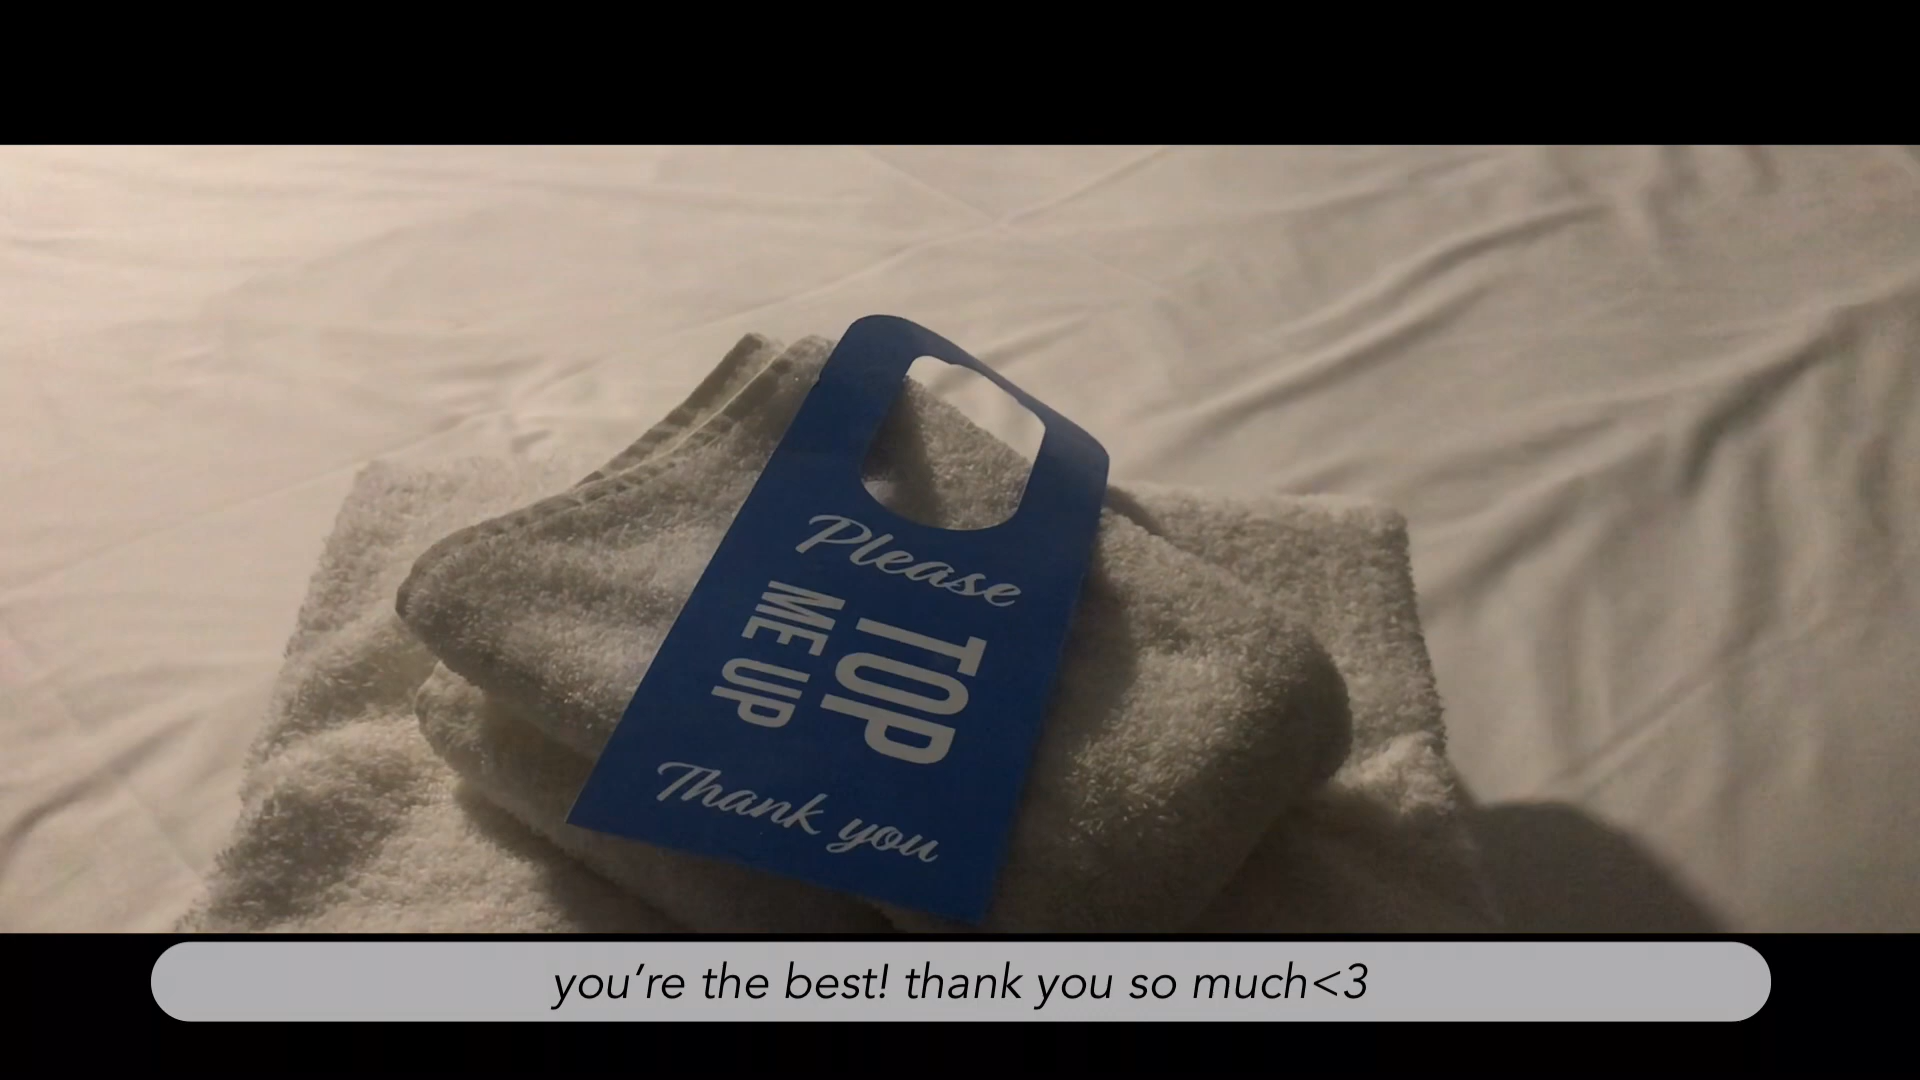 Please
TOP
ME UP
Thank you
you’re the best! thank you so much<3